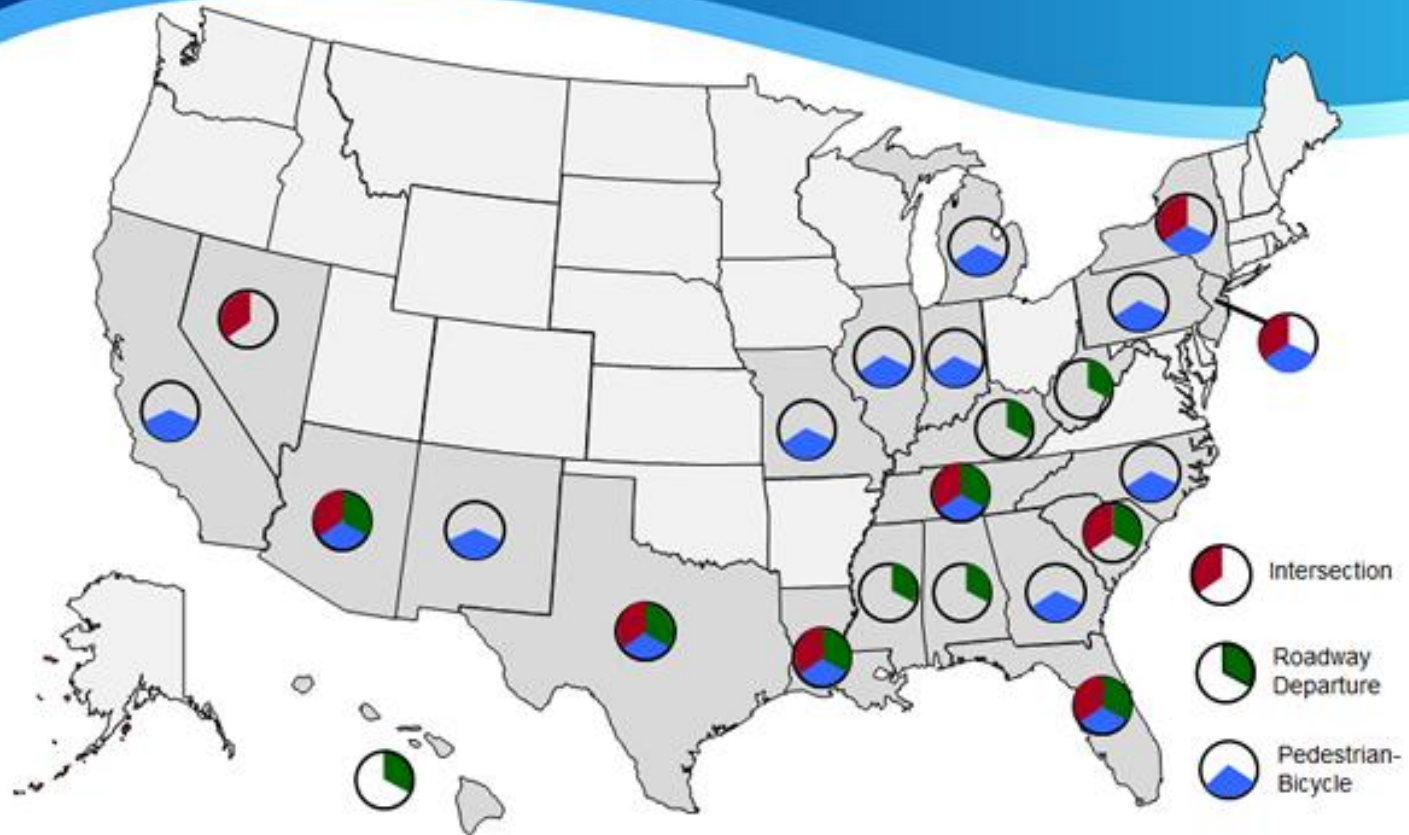 Intersection
Roadway
Departure
Pedestrian-
Bicycle